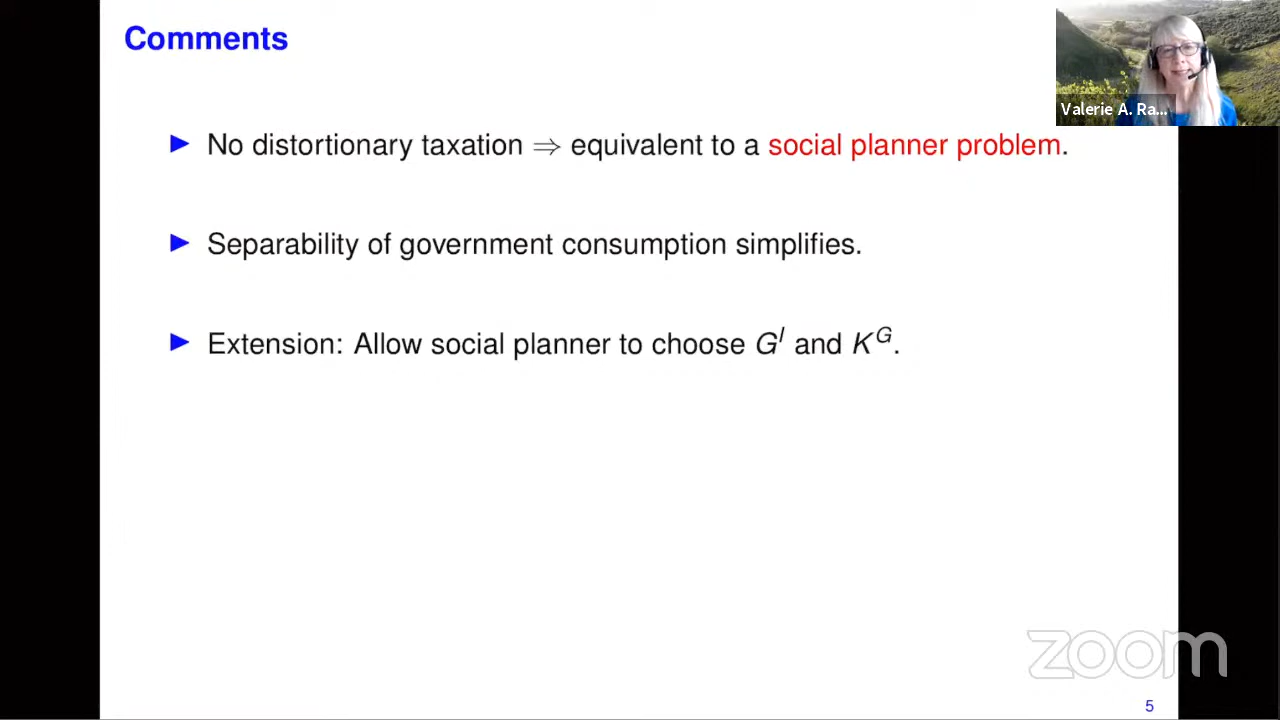 Comments
Valerie A. Ra...
▶ No distortionary taxation ⇒ equivalent to a social planner problem.
▶ Separability of government consumption simplifies.
▶ Extension: Allow social planner to choose G^I and K^G.
zoom
5